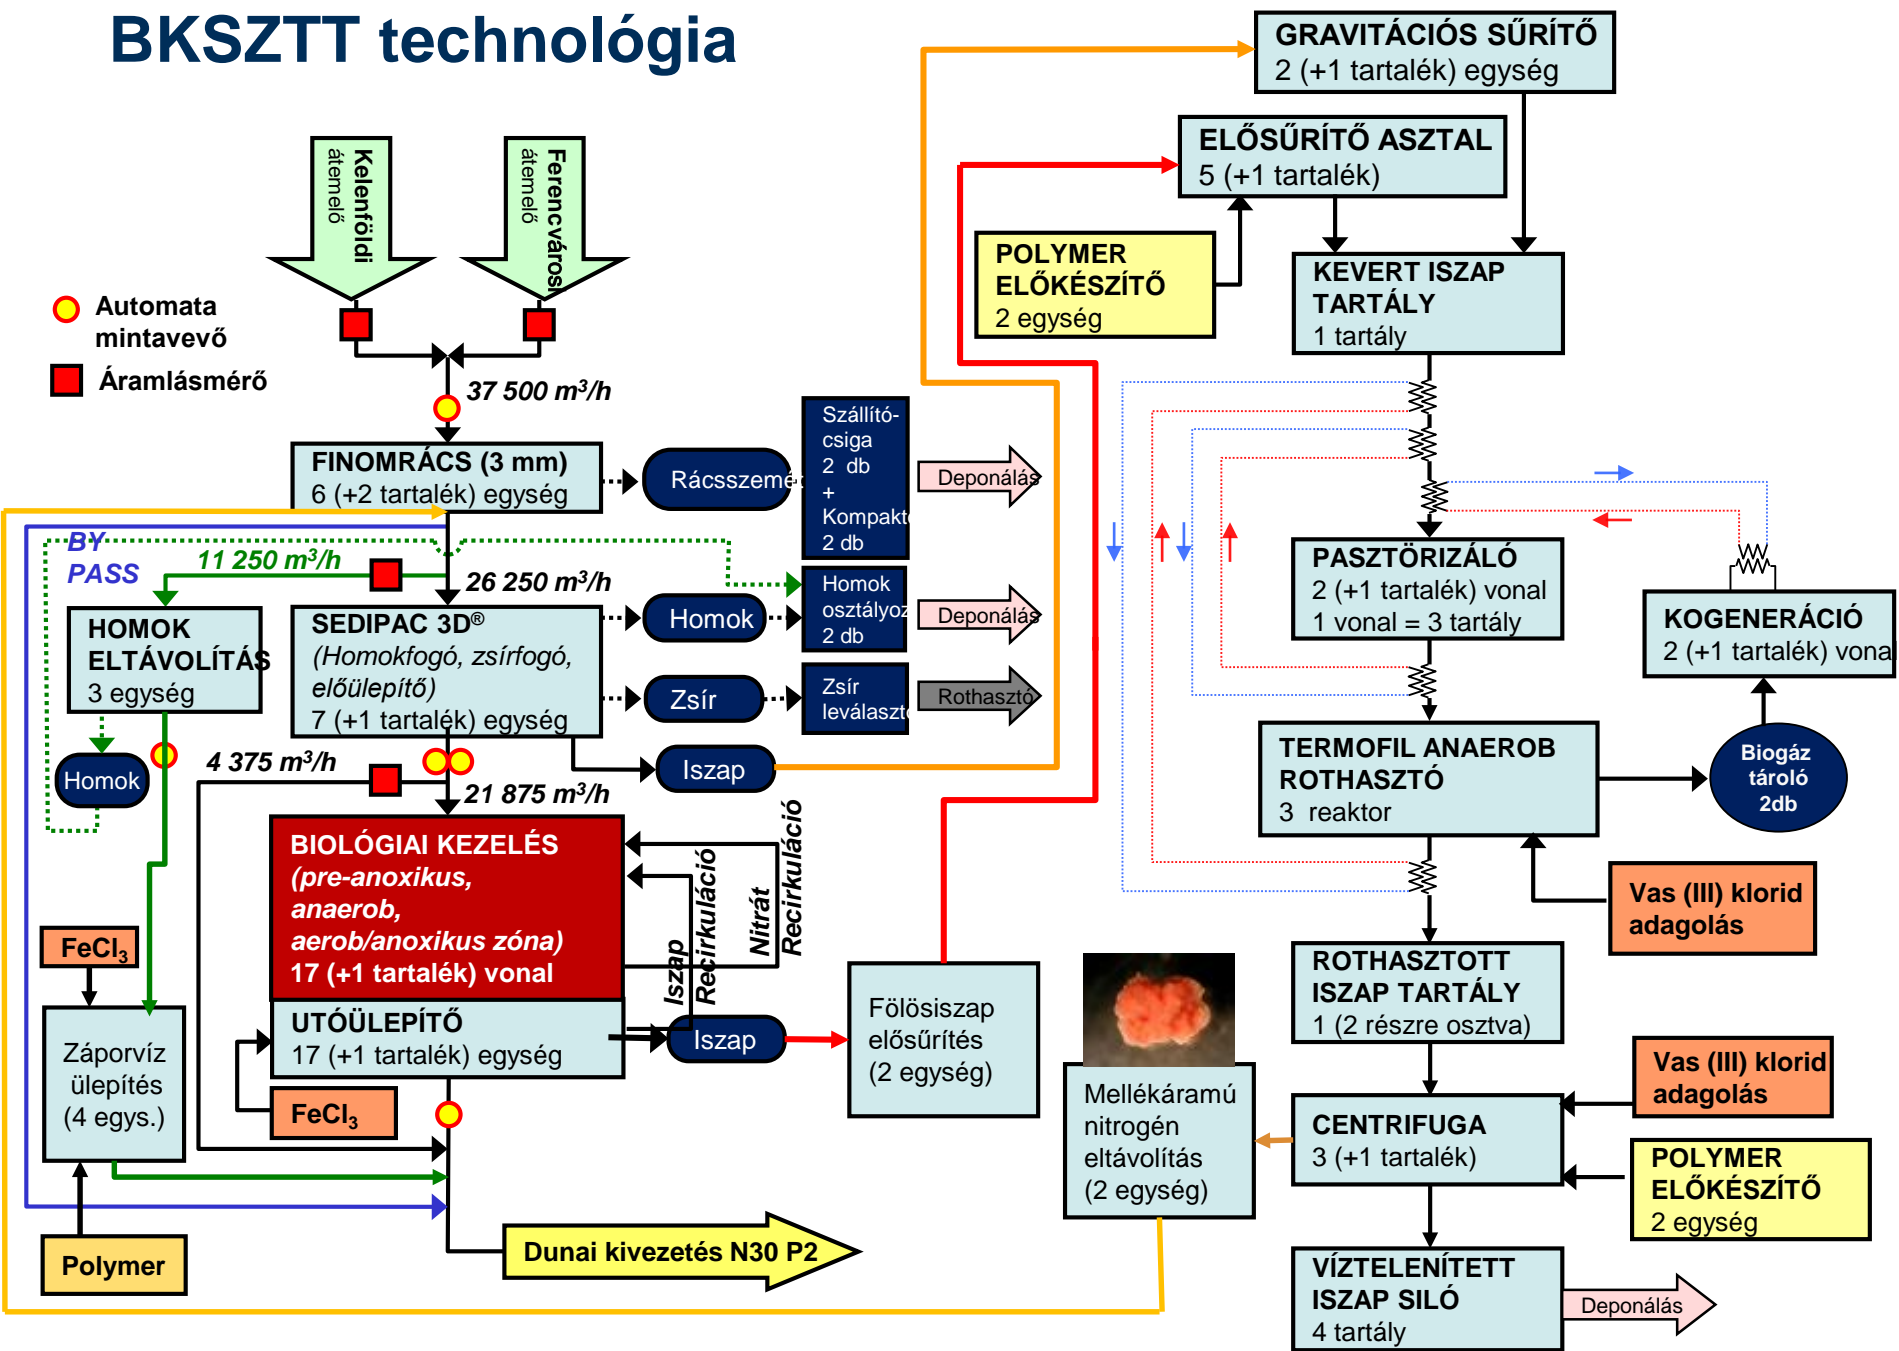 BKSZTT technológia
Kelenföldi
átemelő
Ferencvárosi
átemelő
Automata
mintavevő
Áramlásmérő
37 500 m³/h
FINOMRÁCS (3 mm)
6 (+2 tartalék) egység
Rácsszemét
Szállító-
csiga
2 db
+
Kompakt
2 db
Deponálás
BY
PASS
11 250 m³/h
26 250 m³/h
HOMOK
ELTÁVOLÍTÁS
3 egység
SEDIPAC 3D®
(Homokfogó, zsírfogó,
előülepítő)
7 (+1 tartalék) egység
Homok
Homok
osztályoz
2 db
Deponálás
Zsír
Zsír
leválaszt
Rothasztó
Homok
4 375 m³/h
21 875 m³/h
Iszap
BIOLÓGIAI KEZELÉS
(pre-anoxikus,
anaerob,
aerob/anoxikus zóna)
17 (+1 tartalék) vonal
Iszap
Recirkuláció
Nitrát
Recirkuláció
FeCl₃
Záporvíz
ülepítés
(4 egys.)
Polymer
UTÓÜLEPÍTŐ
17 (+1 tartalék) egység
FeCl₃
Iszap
Fölösiszap
elősűrítés
(2 egység)
Dunai kivezetés N30 P2
GRAVITÁCIÓS SŰRÍTŐ
2 (+1 tartalék) egység
ELŐSŰRÍTŐ ASZTAL
5 (+1 tartalék)
POLYMER
ELŐKÉSZÍTŐ
2 egység
KEVERT ISZAP
TARTÁLY
1 tartály
PASZTÖRIZÁLÓ
2 (+1 tartalék) vonal
1 vonal = 3 tartály
KOGENERÁCIÓ
2 (+1 tartalék) vonal
TERMOFIL ANAEROB
ROTHASZTÓ
3 reaktor
Biogáz
tároló
2db
Vas (III) klorid
adagolás
ROTHASZTOTT
ISZAP TARTÁLY
1 (2 részre osztva)
Vas (III) klorid
adagolás
Mellékáramú
nitrogén
eltávolítás
(2 egység)
CENTRIFUGA
3 (+1 tartalék)
POLYMER
ELŐKÉSZÍTŐ
2 egység
VÍZTELENÍTETT
ISZAP SILÓ
4 tartály
Deponálás